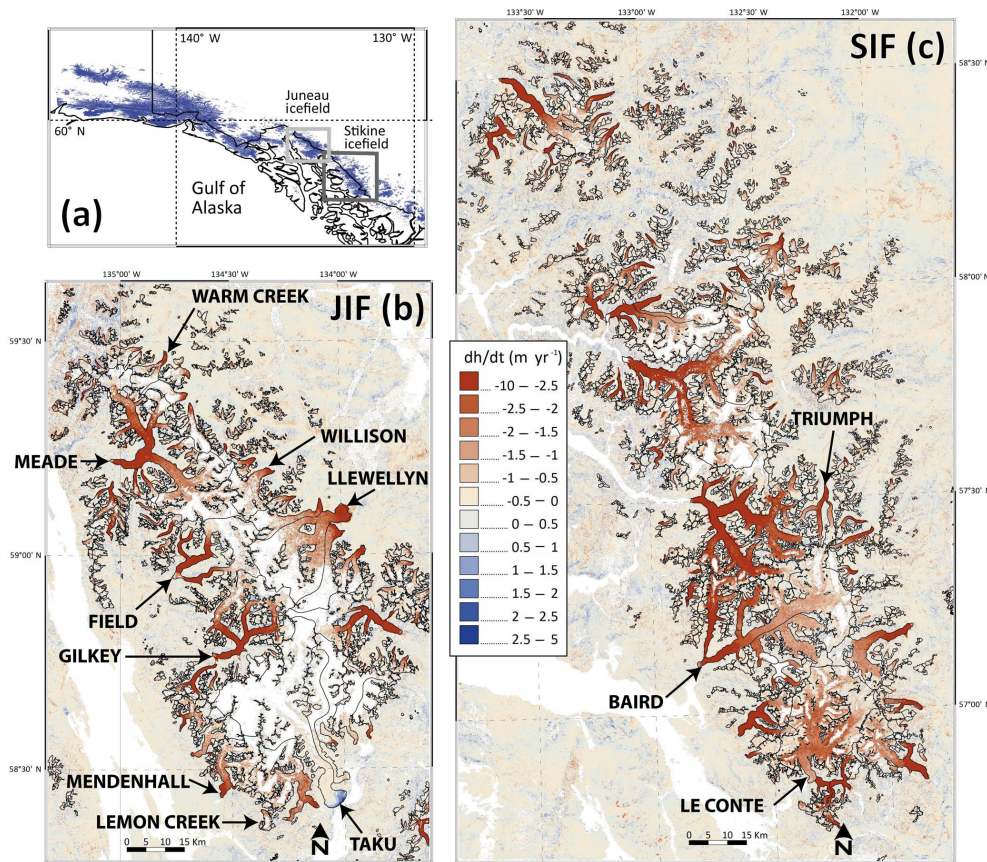 140° W
130° W
Juneau
icefield
Stikine
icefield
60° N
Gulf of
Alaska
(a)
135°00' W
134°30' W
134°00' W
JIF (b)
WARM CREEK
59°30' N
WILLISON
MEADE
LLEWELLYN
59°00' N
FIELD
GILKEY
58°30' N
MENDENHALL
LEMON CREEK
TAKU
0 5 10 15 Km
N
dh/dt (m yr⁻¹)
-10 – -2.5
-2.5 – -2
-2 – -1.5
-1.5 – -1
-1 – -0.5
-0.5 – 0
0 – 0.5
0.5 – 1
1 – 1.5
1.5 – 2
2 – 2.5
2.5 – 5
133°30' W
133°00' W
132°30' W
132°00' W
SIF (c)
58°30' N
58°00' N
TRIUMPH
57°30' N
BAIRD
57°00' N
LE CONTE
0 5 10 15 Km
N